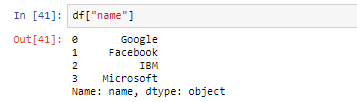 In [41]: df["name"]
Out[41]: 0 Google
1 Facebook
2 IBM
3 Microsoft
Name: name, dtype: object